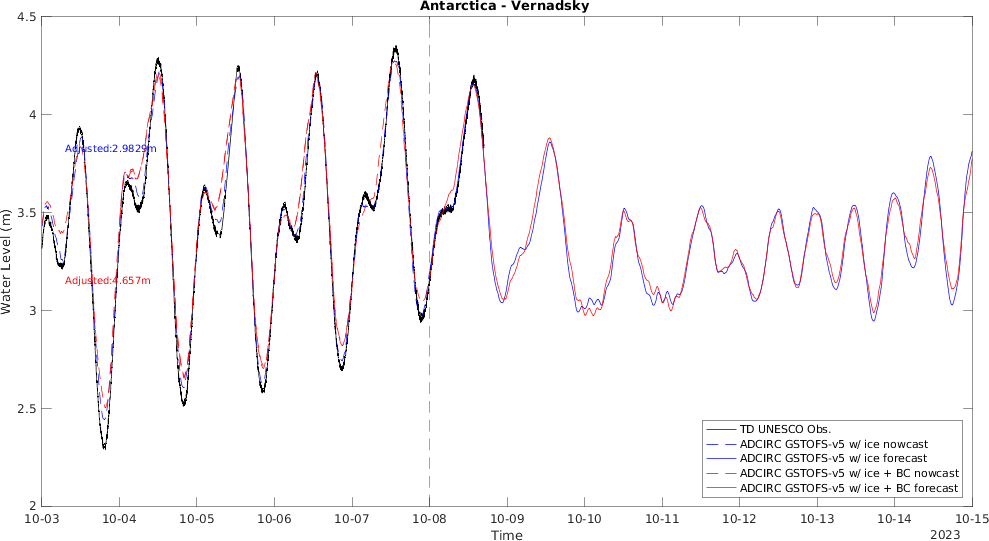 Antarctica - Vernadsky
4.5
4
3.5
3
2.5
2
Water Level (m)
Adjusted:2.9829m
Adjusted:4.657m
TD UNESCO Obs.
ADCIRC GSTOFS-v5 w/ ice nowcast
ADCIRC GSTOFS-v5 w/ ice forecast
ADCIRC GSTOFS-v5 w/ ice + BC nowcast
ADCIRC GSTOFS-v5 w/ ice + BC forecast
10-03 10-04 10-05 10-06 10-07 10-08 10-09 10-10 10-11 10-12 10-13 10-14 10-15
Time
2023